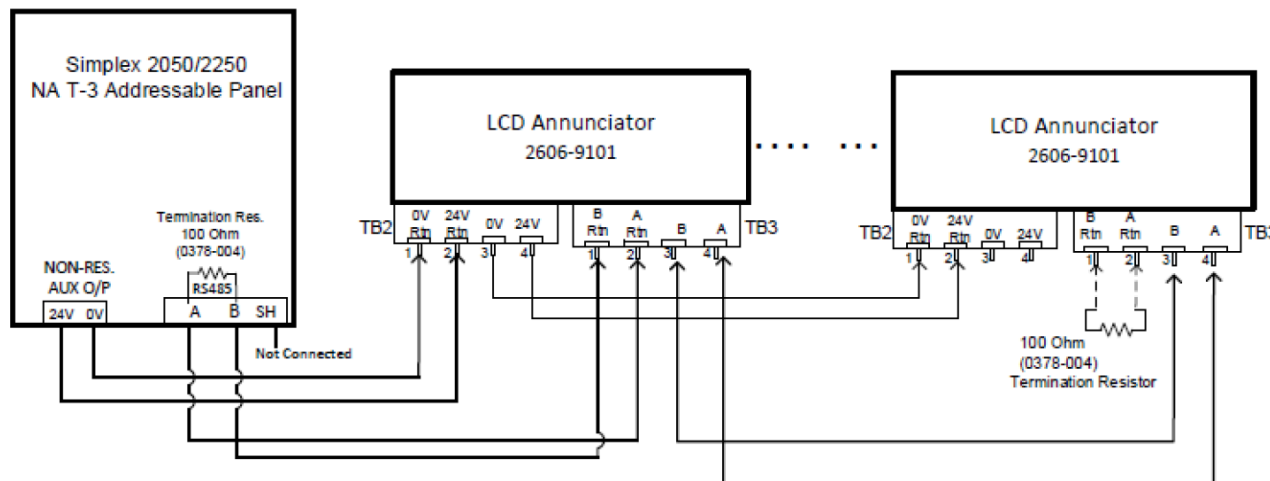 Simplex 2050/2250
NA T-3 Addressable Panel
Termination Res.
100 Ohm
(0378-004)
RS485
NON-RES.
AUX O/P
24V 0V
A B SH
Not Connected
LCD Annunciator
2606-9101
TB2
0V Rtn
24V Rtn
0V
24V
1 2 3 4
B Rtn
A Rtn
B
A
1 2 3 4
TB3
.... ...
LCD Annunciator
2606-9101
TB2
0V Rtn
24V Rtn
0V
24V
1 2 3 4
B Rtn
A Rtn
B
A
1 2 3 4
TB3
100 Ohm
(0378-004)
Termination Resistor